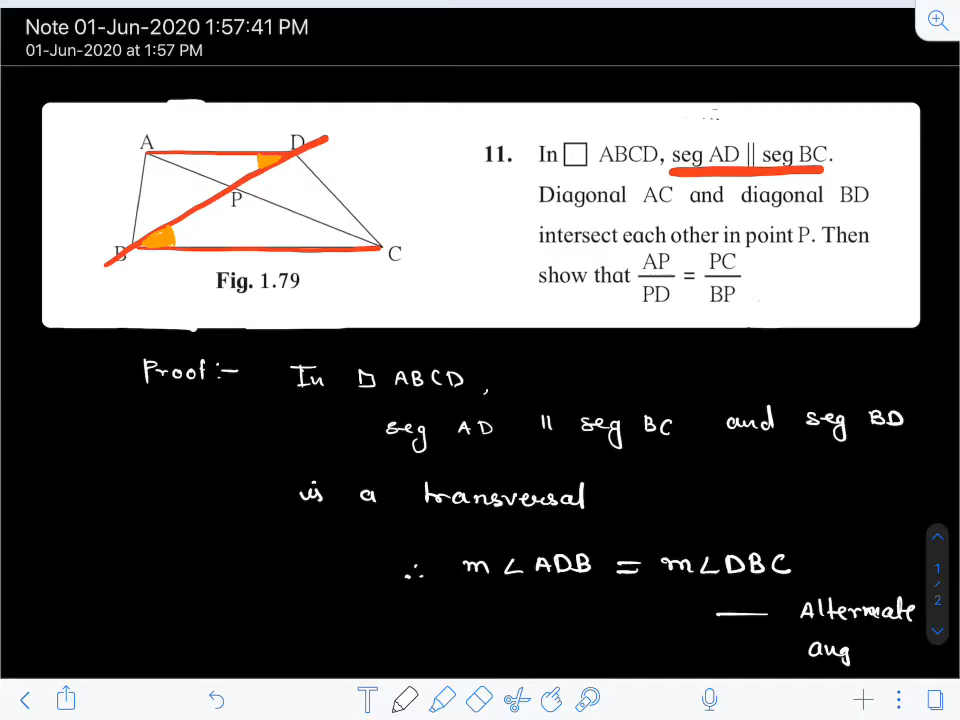 Note 01-Jun-2020 1:57:41 PM
01-Jun-2020 at 1:57 PM
A
D
P
B
C
Fig. 1.79
11. In □ ABCD, seg AD || seg BC.
Diagonal AC and diagonal BD
intersect each other in point P. Then
show that AP/PD = PC/BP
Proof :- In □ ABCD,
seg AD || seg BC and seg BD
is a transversal
∴ m∠ADB = m∠DBC
— Alternate
ang
1
/
2
T